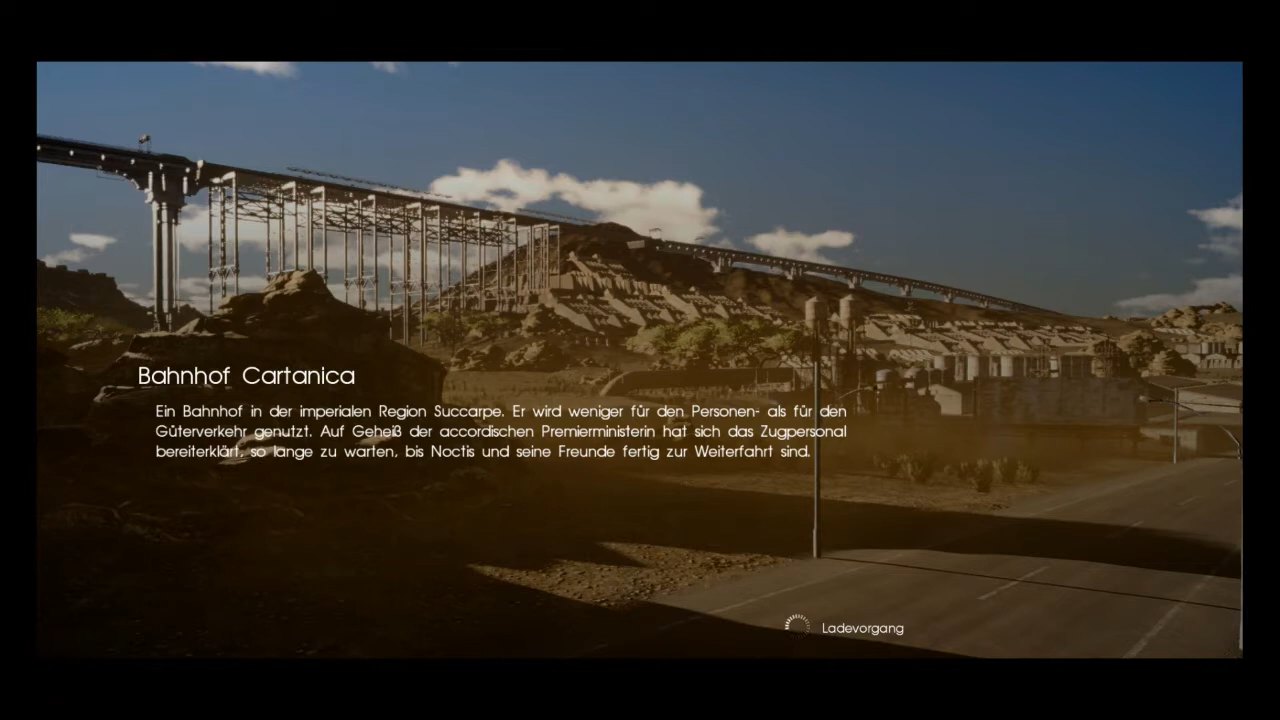 Bahnhof Cartanica
Ein Bahnhof in der imperialen Region Succarpe. Er wird weniger für den Personen- als für den
Güterverkehr genutzt. Auf Geheiß der accordischen Premierministerin hat sich das Zugpersonal
bereiterklärt, so lange zu warten, bis Noctis und seine Freunde fertig zur Weiterfahrt sind.
Ladevorgang